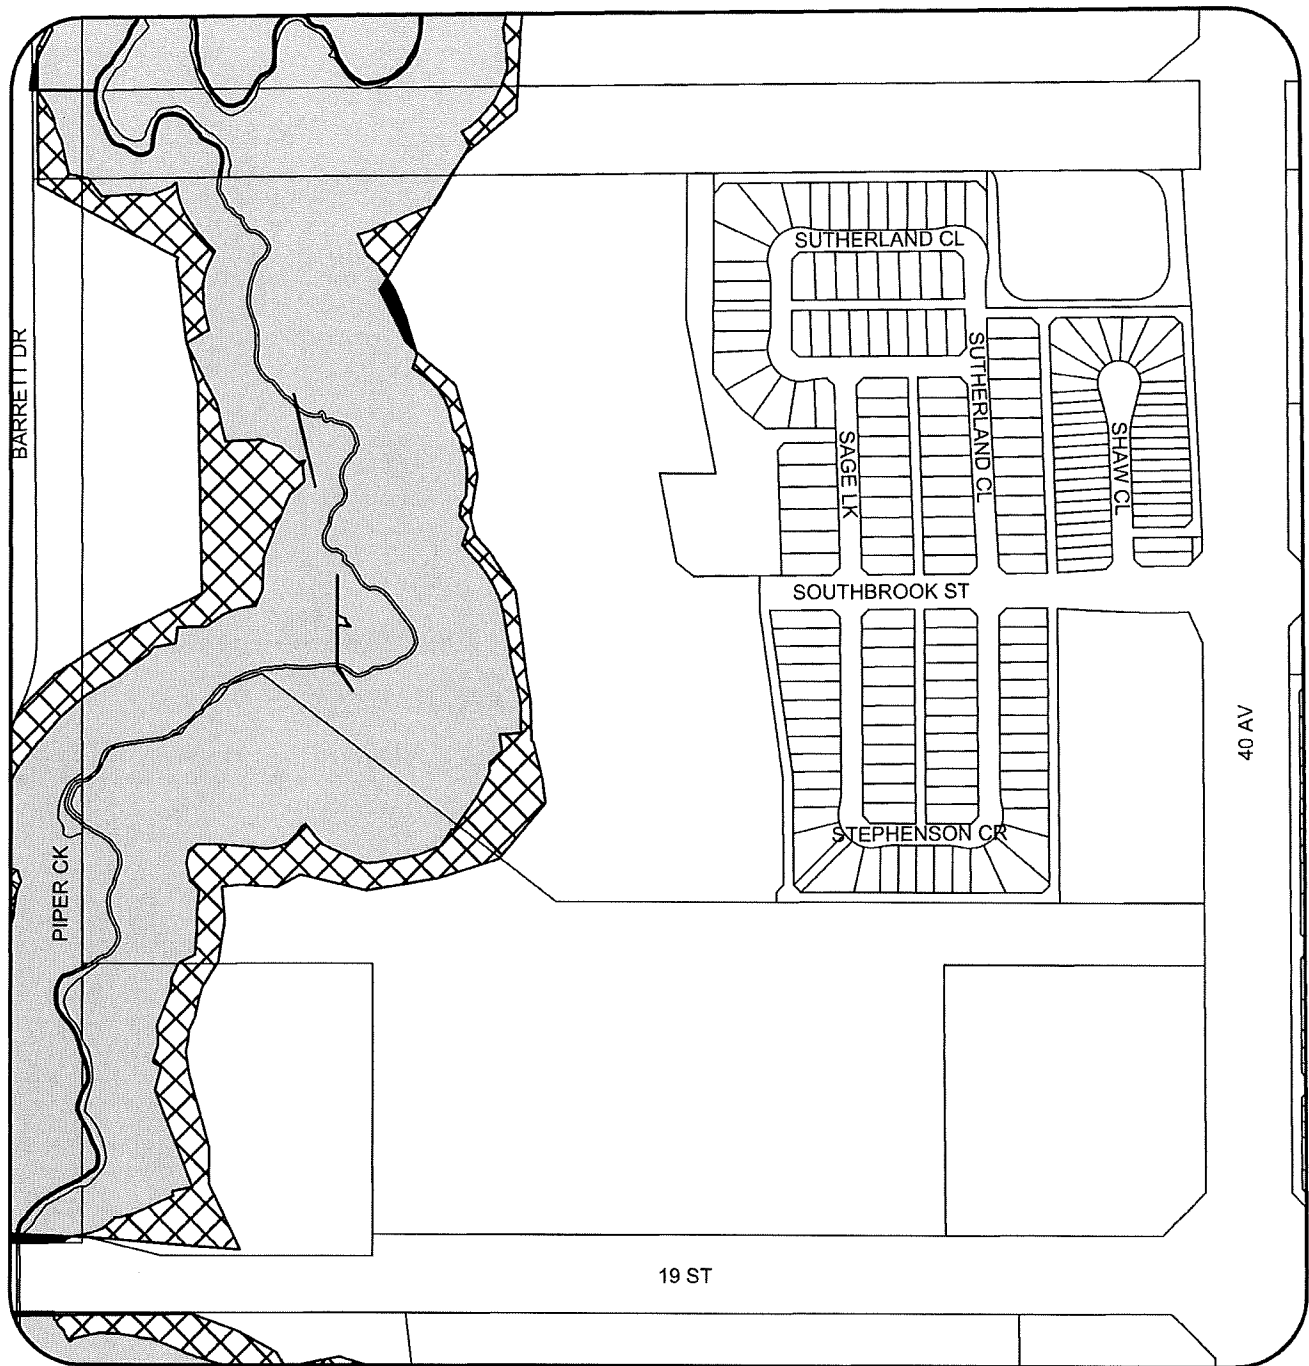 SUTHERLAND CL
BARRETT DR
SUTHERLAND CL
SAGE LK
SHAW CL
SOUTHBROOK ST
40 AV
STEPHENSON CR
PIPER CK
19 ST